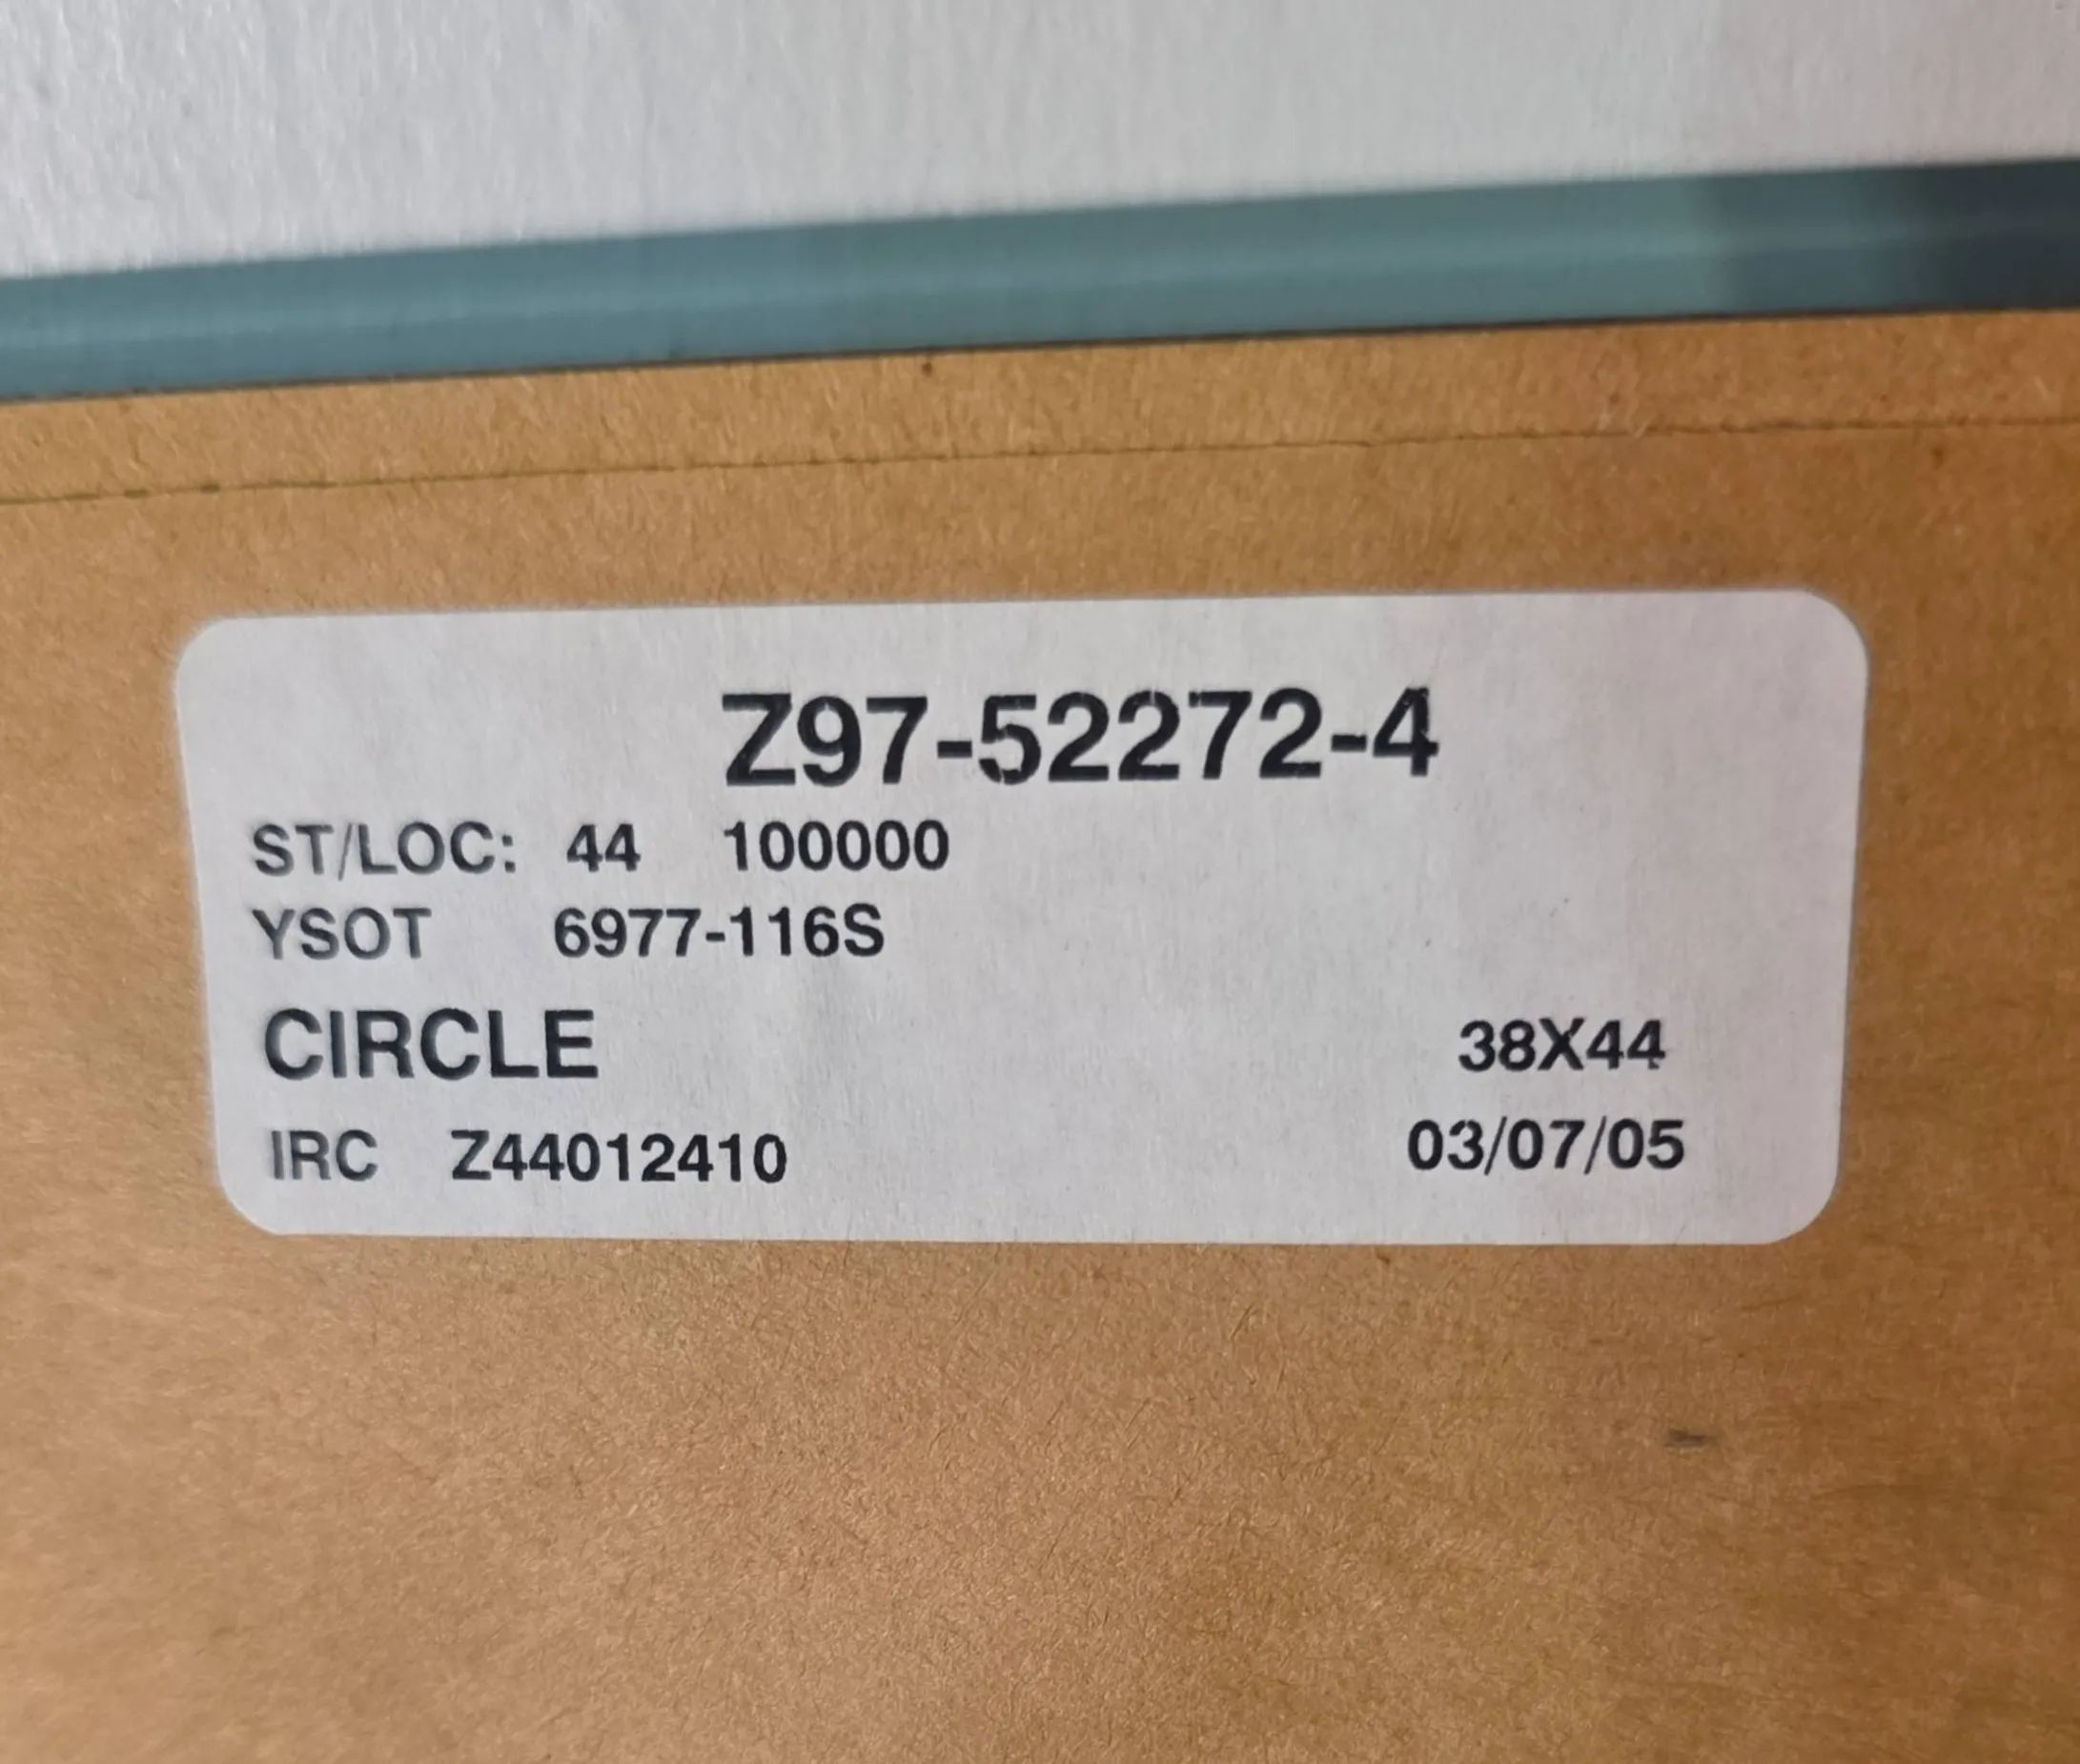 Z97-52272-4
ST/LOC: 44 100000
YSOT 6977-116S
CIRCLE 38X44
IRC Z44012410 03/07/05